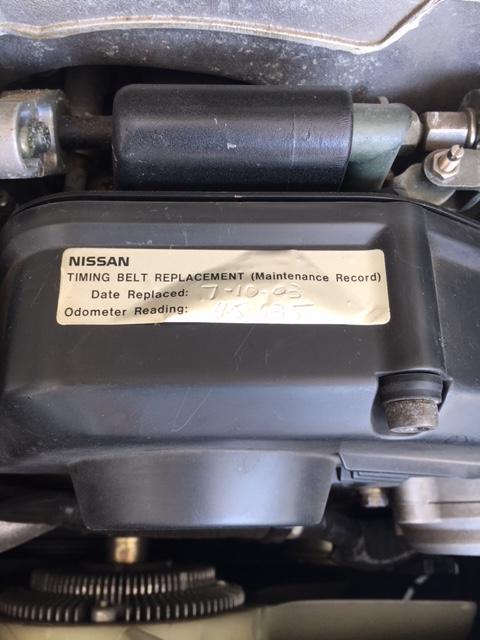 NISSAN
TIMING BELT REPLACEMENT (Maintenance Record)
Date Replaced: 7-10-03
Odometer Reading: